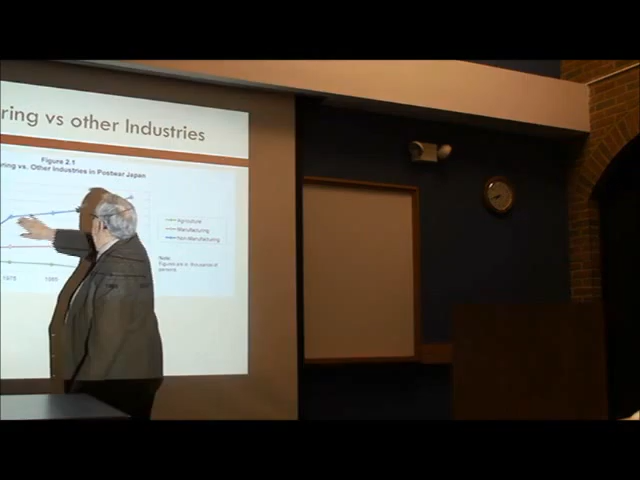 ring vs other Industries
Figure 2.1
ring vs. Other Industries in Postwar Japan
Agriculture
Manufacturing
Non-Manufacturing
Note:
Figures are in thousands of
persons.
1975
1980